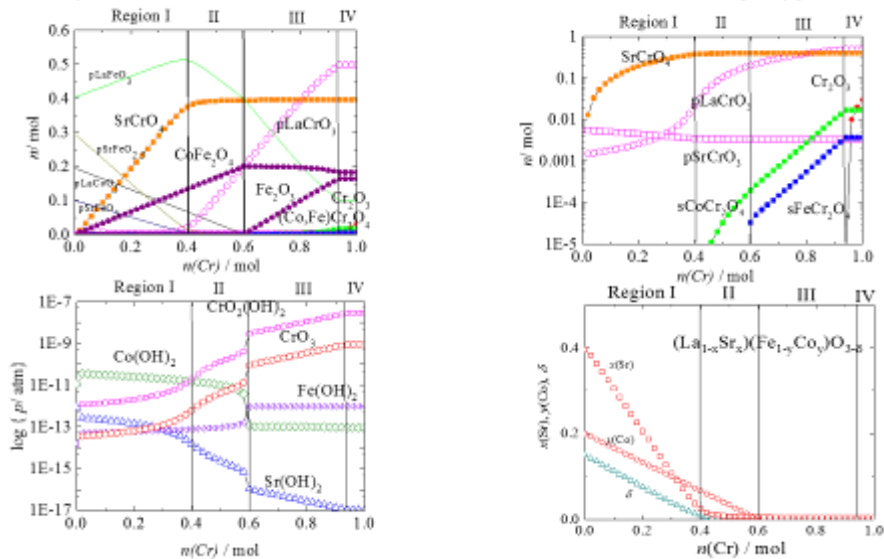 Region I II III IV
0.6
0.5
0.4
0.3
0.2
0.1
0.0
n/ mol
pLaFeO3
SrCrO4
pLaCrO3
pSrFeO2.5
CoFe2O4
pLaCoO3
Fe2O3
Cr2O3
(Co,Fe)Cr2O4
0.0 0.2 0.4 0.6 0.8 1.0
n(Cr) / mol
Region I II III IV
1
0.1
0.01
0.001
1E-4
1E-5
n/ mol
SrCrO4
Cr2O3
pLaCrO3
pSrCrO3
sCoCr2O4
sFeCr2O4
0.0 0.2 0.4 0.6 0.8 1.0
n(Cr) / mol
Region I II III IV
1E-7
1E-9
1E-11
1E-13
1E-15
1E-17
log { p/ atm}
CrO2(OH)2
CrO3
Co(OH)2
Fe(OH)2
Sr(OH)2
0.0 0.2 0.4 0.6 0.8 1.0
n(Cr) / mol
Region I II III IV
0.6
0.4
0.2
0.0
x(Sr), y(Co), δ
(La1-xSrx)(Fe1-yCoy)O3-δ
x(Sr)
y(Co)
δ
0.0 0.2 0.4 0.6 0.8 1.0
n(Cr) / mol